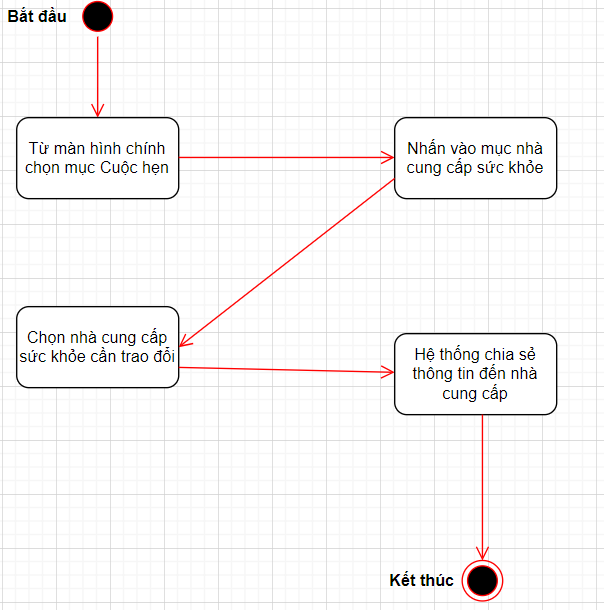 Bắt đầu
Từ màn hình chính
chọn mục Cuộc hẹn
Nhấn vào mục nhà
cung cấp sức khỏe
Chọn nhà cung cấp
sức khỏe cần trao đổi
Hệ thống chia sẻ
thông tin đến nhà
cung cấp
Kết thúc